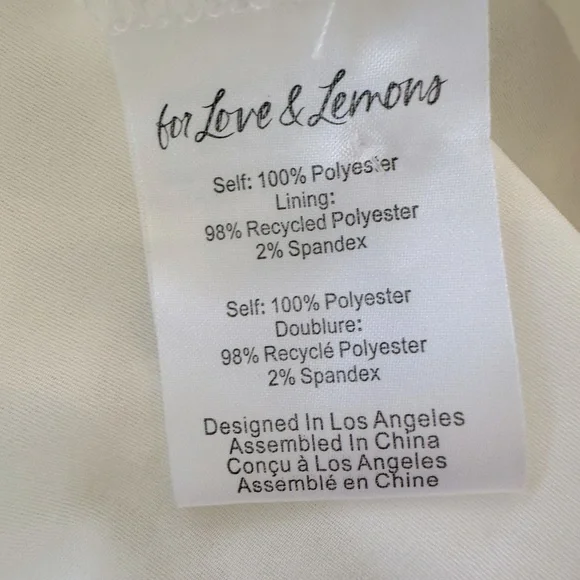 for Love & Lemons
Self: 100% Polyester
Lining:
98% Recycled Polyester
2% Spandex
Self: 100% Polyester
Doublure:
98% Recyclé Polyester
2% Spandex
Designed In Los Angeles
Assembled In China
Conçu à Los Angeles
Assemblé en Chine